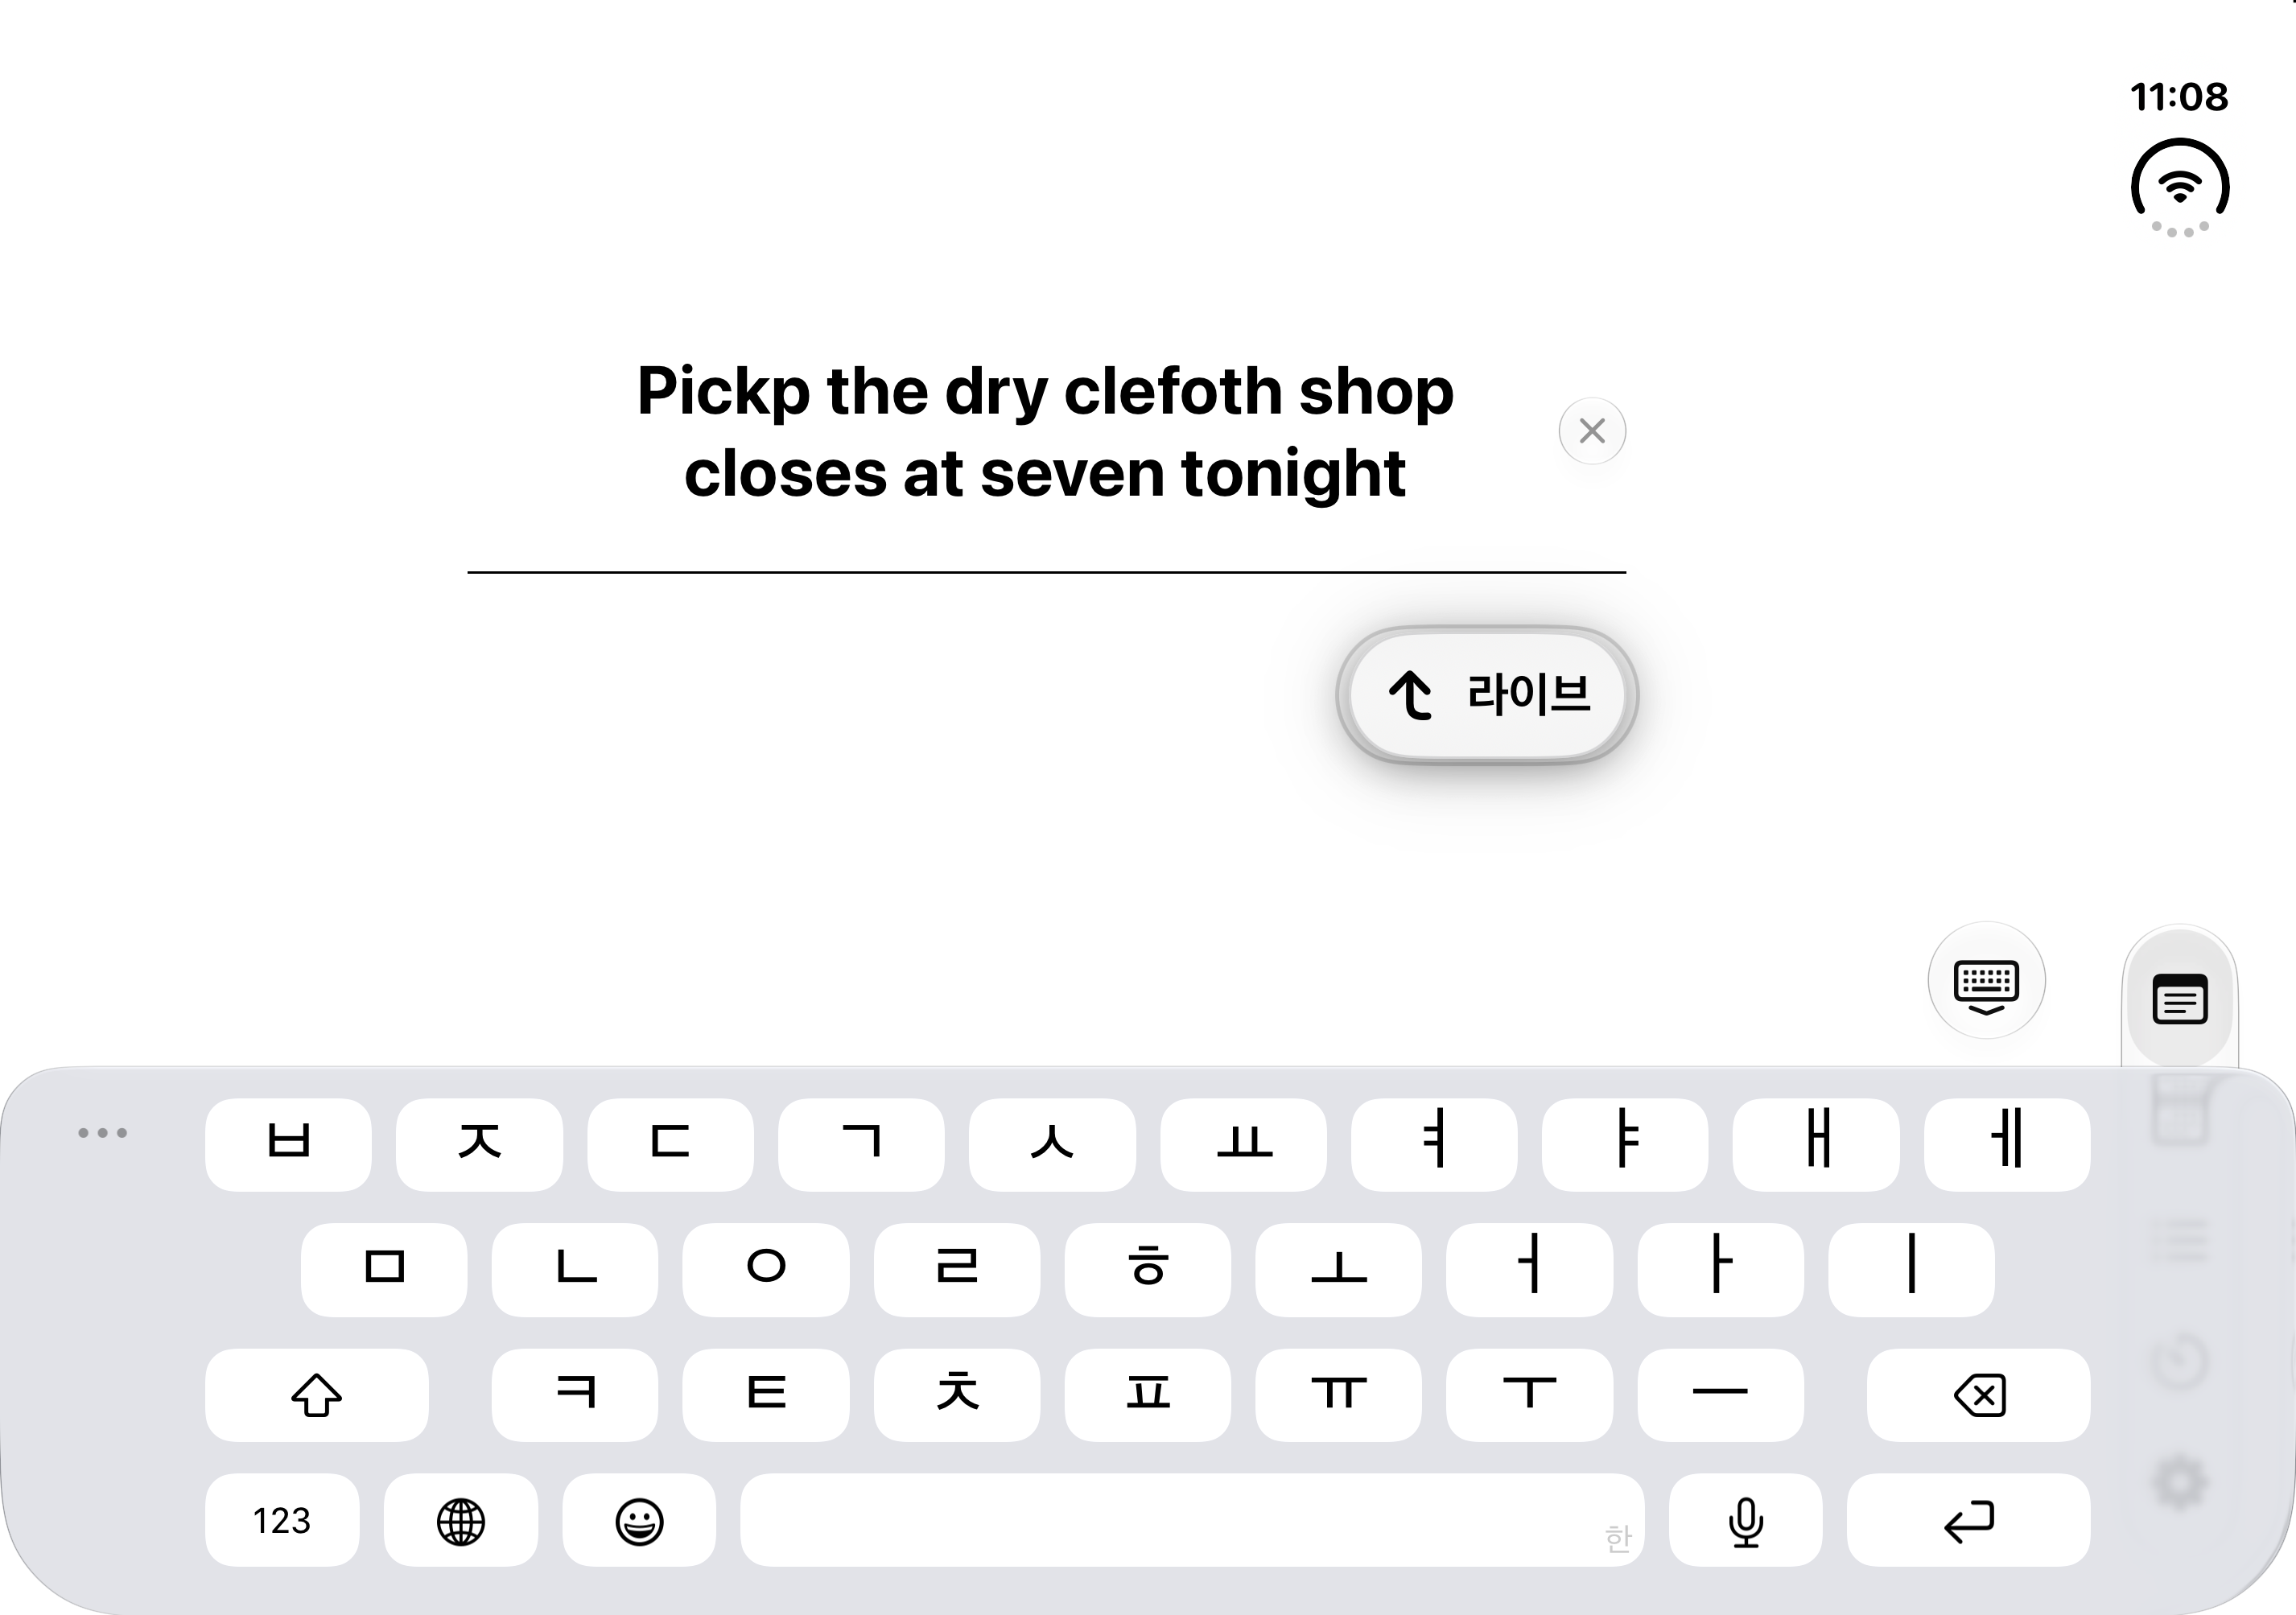 11:08
Pickp the dry clefoth shop
closes at seven tonight
라이브
ㅂ ㅈ ㄷ ㄱ ㅅ ㅛ ㅕ ㅑ ㅐ ㅔ
ㅁ ㄴ ㅇ ㄹ ㅎ ㅗ ㅓ ㅏ ㅣ
ㅋ ㅌ ㅊ ㅍ ㅠ ㅜ ㅡ
123 한